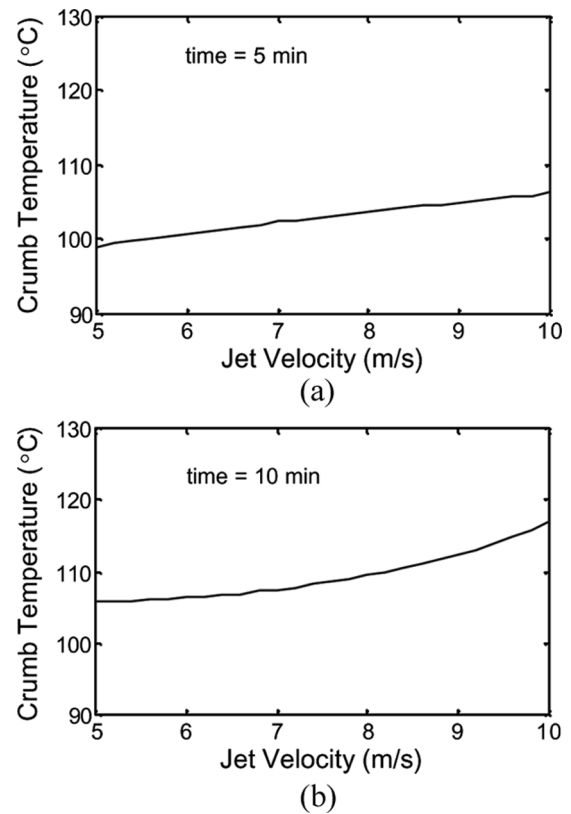 130
120
110
100
90
Crumb Temperature (°C)
time = 5 min
5 6 7 8 9 10
Jet Velocity (m/s)
(a)
130
120
110
100
90
Crumb Temperature (°C)
time = 10 min
5 6 7 8 9 10
Jet Velocity (m/s)
(b)